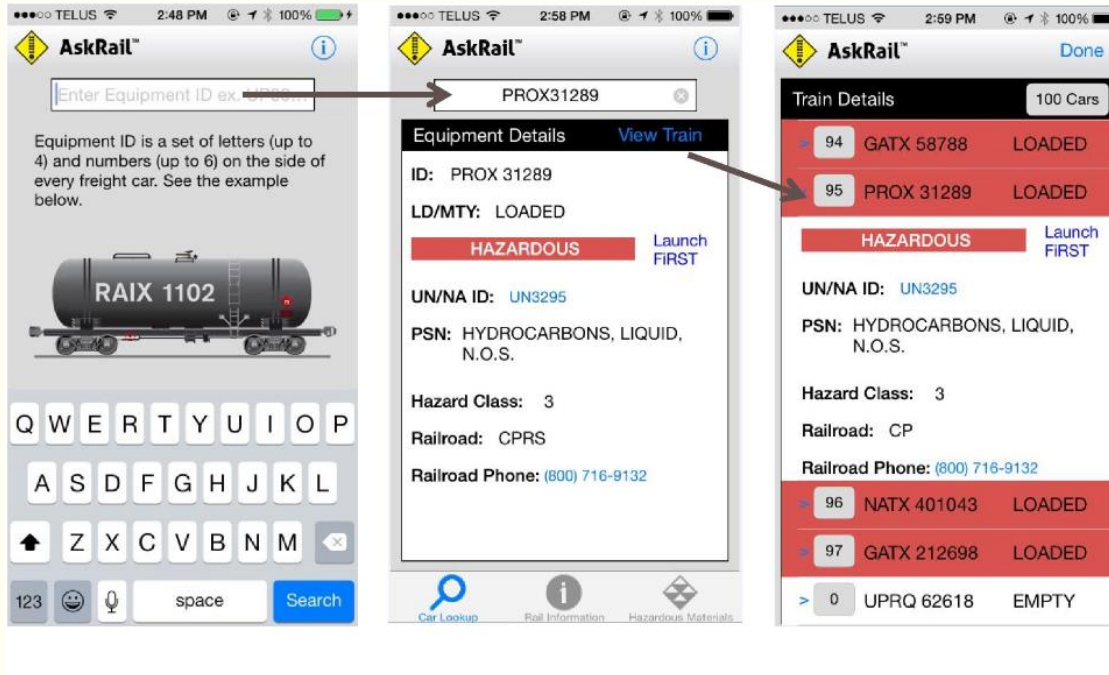 TELUS 2:48 PM 100%
AskRail™
Enter Equipment ID ex.
Equipment ID is a set of letters (up to
4) and numbers (up to 6) on the side of
every freight car. See the example
below.
RAIX 1102
Q W E R T Y U I O P
A S D F G H J K L
Z X C V B N M
123 space Search
TELUS 2:58 PM 100%
AskRail™
PROX31289
Equipment Details View Train
ID: PROX 31289
LD/MTY: LOADED
HAZARDOUS Launch
FiRST
UN/NA ID: UN3295
PSN: HYDROCARBONS, LIQUID,
N.O.S.
Hazard Class: 3
Railroad: CPRS
Railroad Phone: (800) 716-9132
Car Lookup Rail Information Hazardous Materials
TELUS 2:59 PM 100%
AskRail™ Done
Train Details 100 Cars
> 94 GATX 58788 LOADED
95 PROX 31289 LOADED
HAZARDOUS Launch
FiRST
UN/NA ID: UN3295
PSN: HYDROCARBONS, LIQUID,
N.O.S.
Hazard Class: 3
Railroad: CP
Railroad Phone: (800) 716-9132
> 96 NATX 401043 LOADED
> 97 GATX 212698 LOADED
> 0 UPRQ 62618 EMPTY